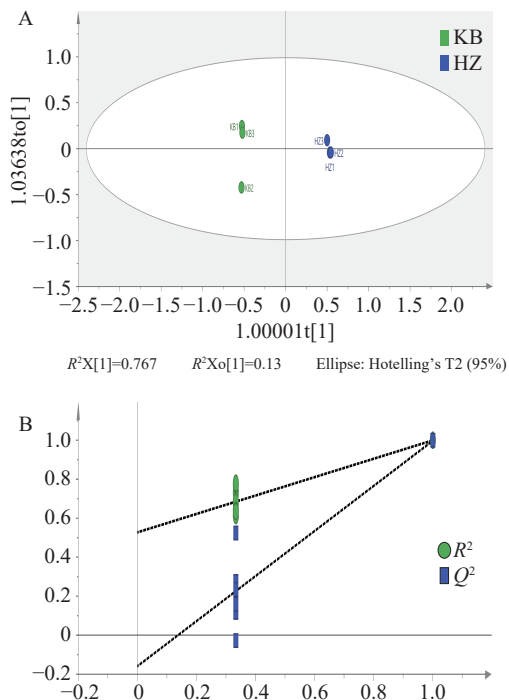 A
KB
HZ
1.0
0.5
0
−0.5
−1.0
−1.5
1.03638to[1]
KB1
KB3
KB2
HZ3
HZ2
HZ1
−2.5 −2.0 −1.5 −1.0 −0.5 0 0.5 1.0 1.5 2.0
1.00001t[1]
R²X[1]=0.767 R²Xo[1]=0.13 Ellipse: Hotelling's T2 (95%)
B
1.0
0.8
0.6
0.4
0.2
0
−0.2
R²
Q²
−0.2 0 0.2 0.4 0.6 0.8 1.0